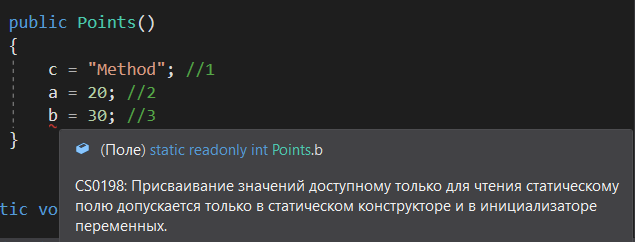 public Points()
{
c = "Method"; //1
a = 20; //2
b = 30; //3
}
(Поле) static readonly int Points.b
CS0198: Присваивание значений доступному только для чтения статическому
полю допускается только в статическом конструкторе и в инициализаторе
переменных.
tic vo